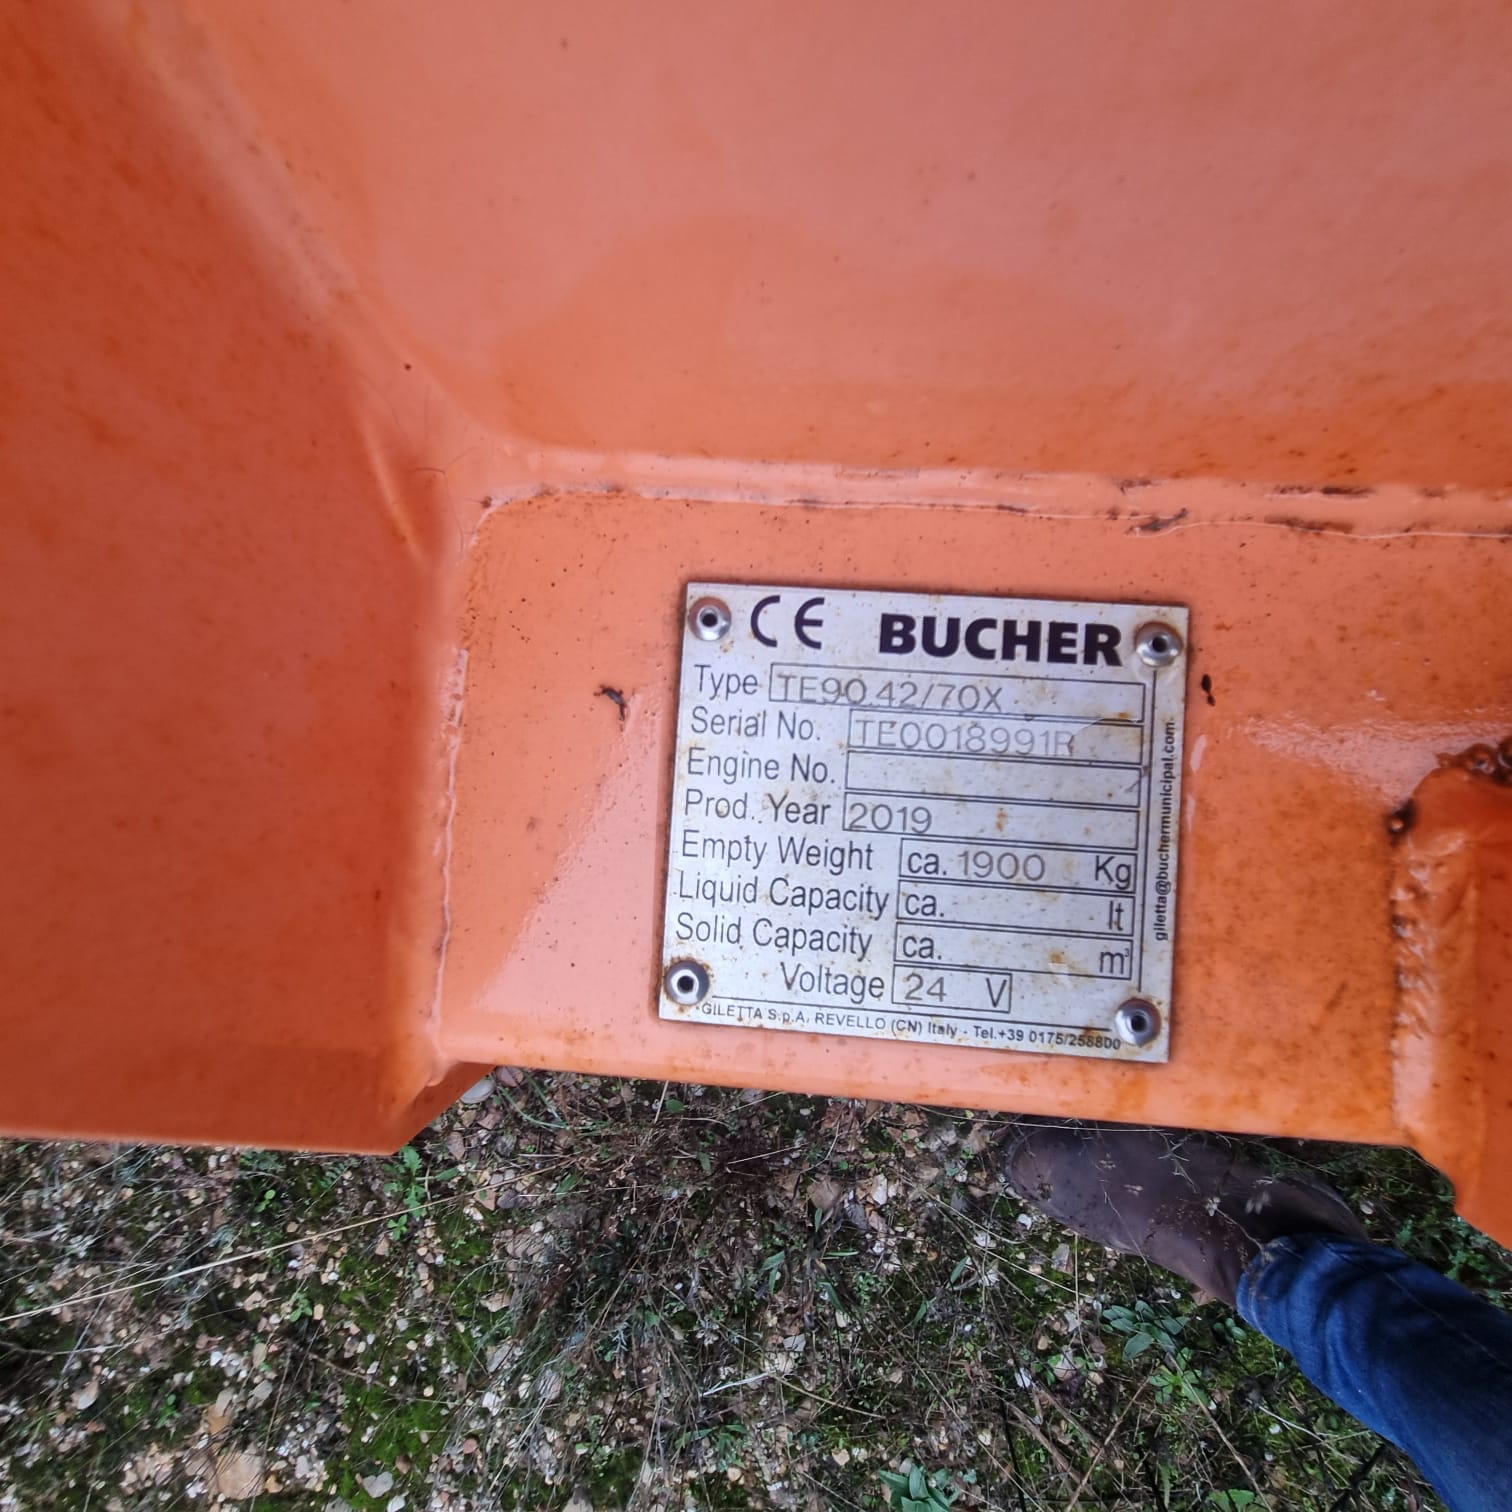 CE BUCHER
Type TE90.42/70X
Serial No. TE0018991R
Engine No.
Prod. Year 2019
Empty Weight ca. 1900 Kg
Liquid Capacity ca. lt
Solid Capacity ca. m³
Voltage 24 V
GILETTA S.p.A. REVELLO (CN) Italy - Tel.+39 0175/258800
giletta@buchermunicipal.com